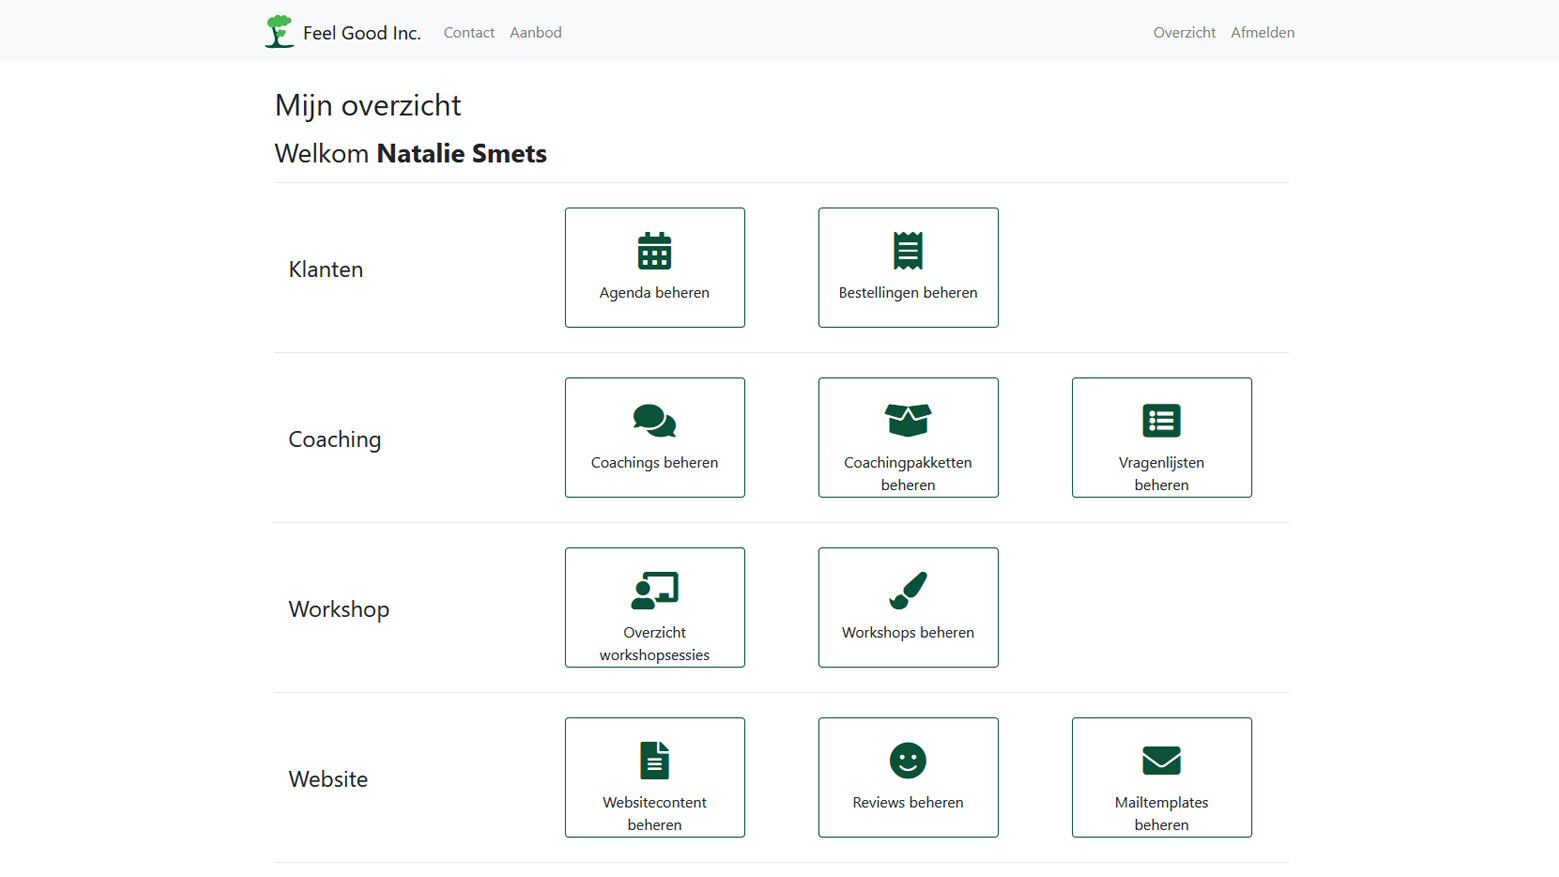 Feel Good Inc. Contact Aanbod Overzicht Afmelden
Mijn overzicht
Welkom Natalie Smets
Klanten
Agenda beheren
Bestellingen beheren
Coaching
Coachings beheren
Coachingpakketten
beheren
Vragenlijsten
beheren
Workshop
Overzicht
workshopsessies
Workshops beheren
Website
Websitecontent
beheren
Reviews beheren
Mailtemplates
beheren